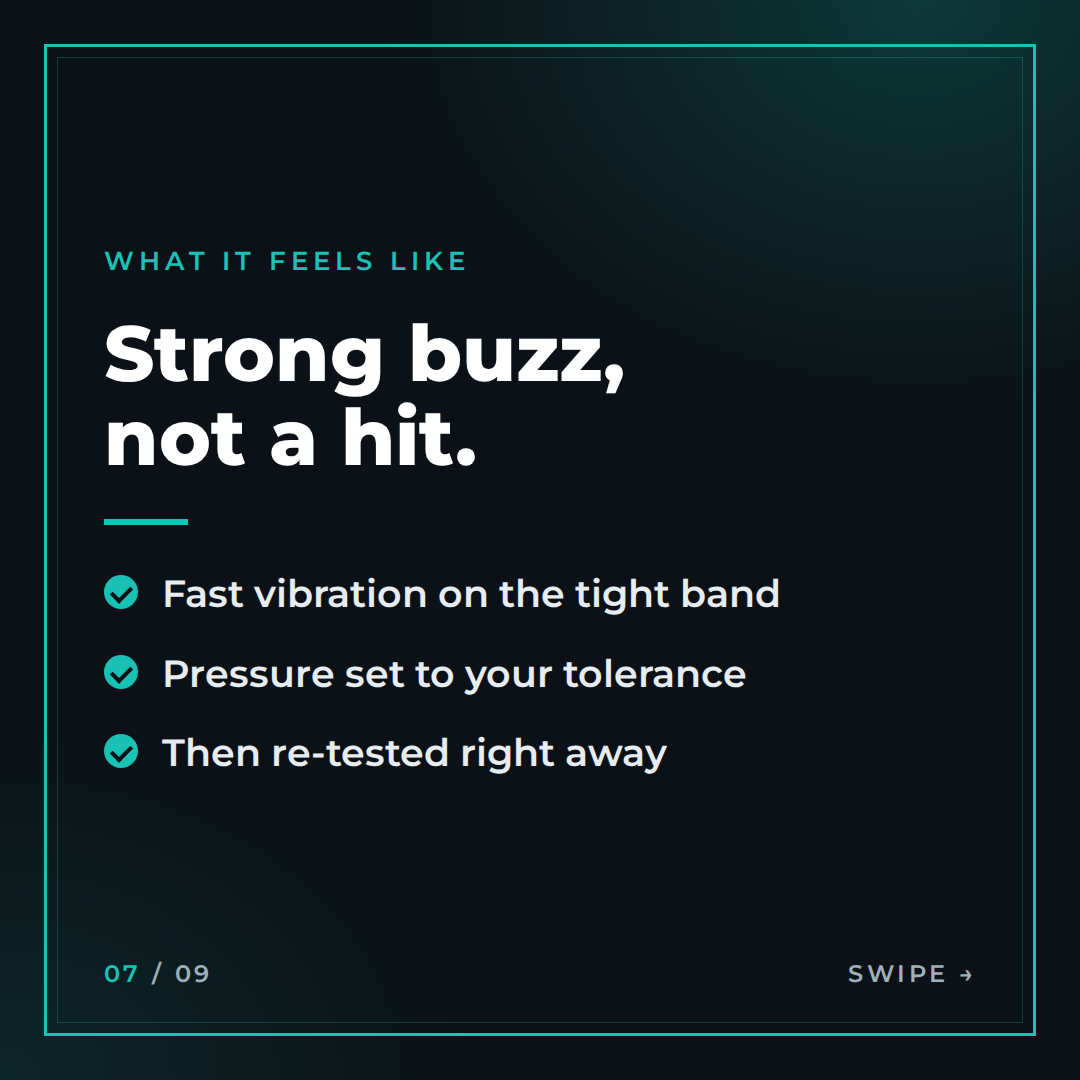 WHAT IT FEELS LIKE
Strong buzz,
not a hit.
Fast vibration on the tight band
Pressure set to your tolerance
Then re-tested right away
07 / 09
SWIPE →